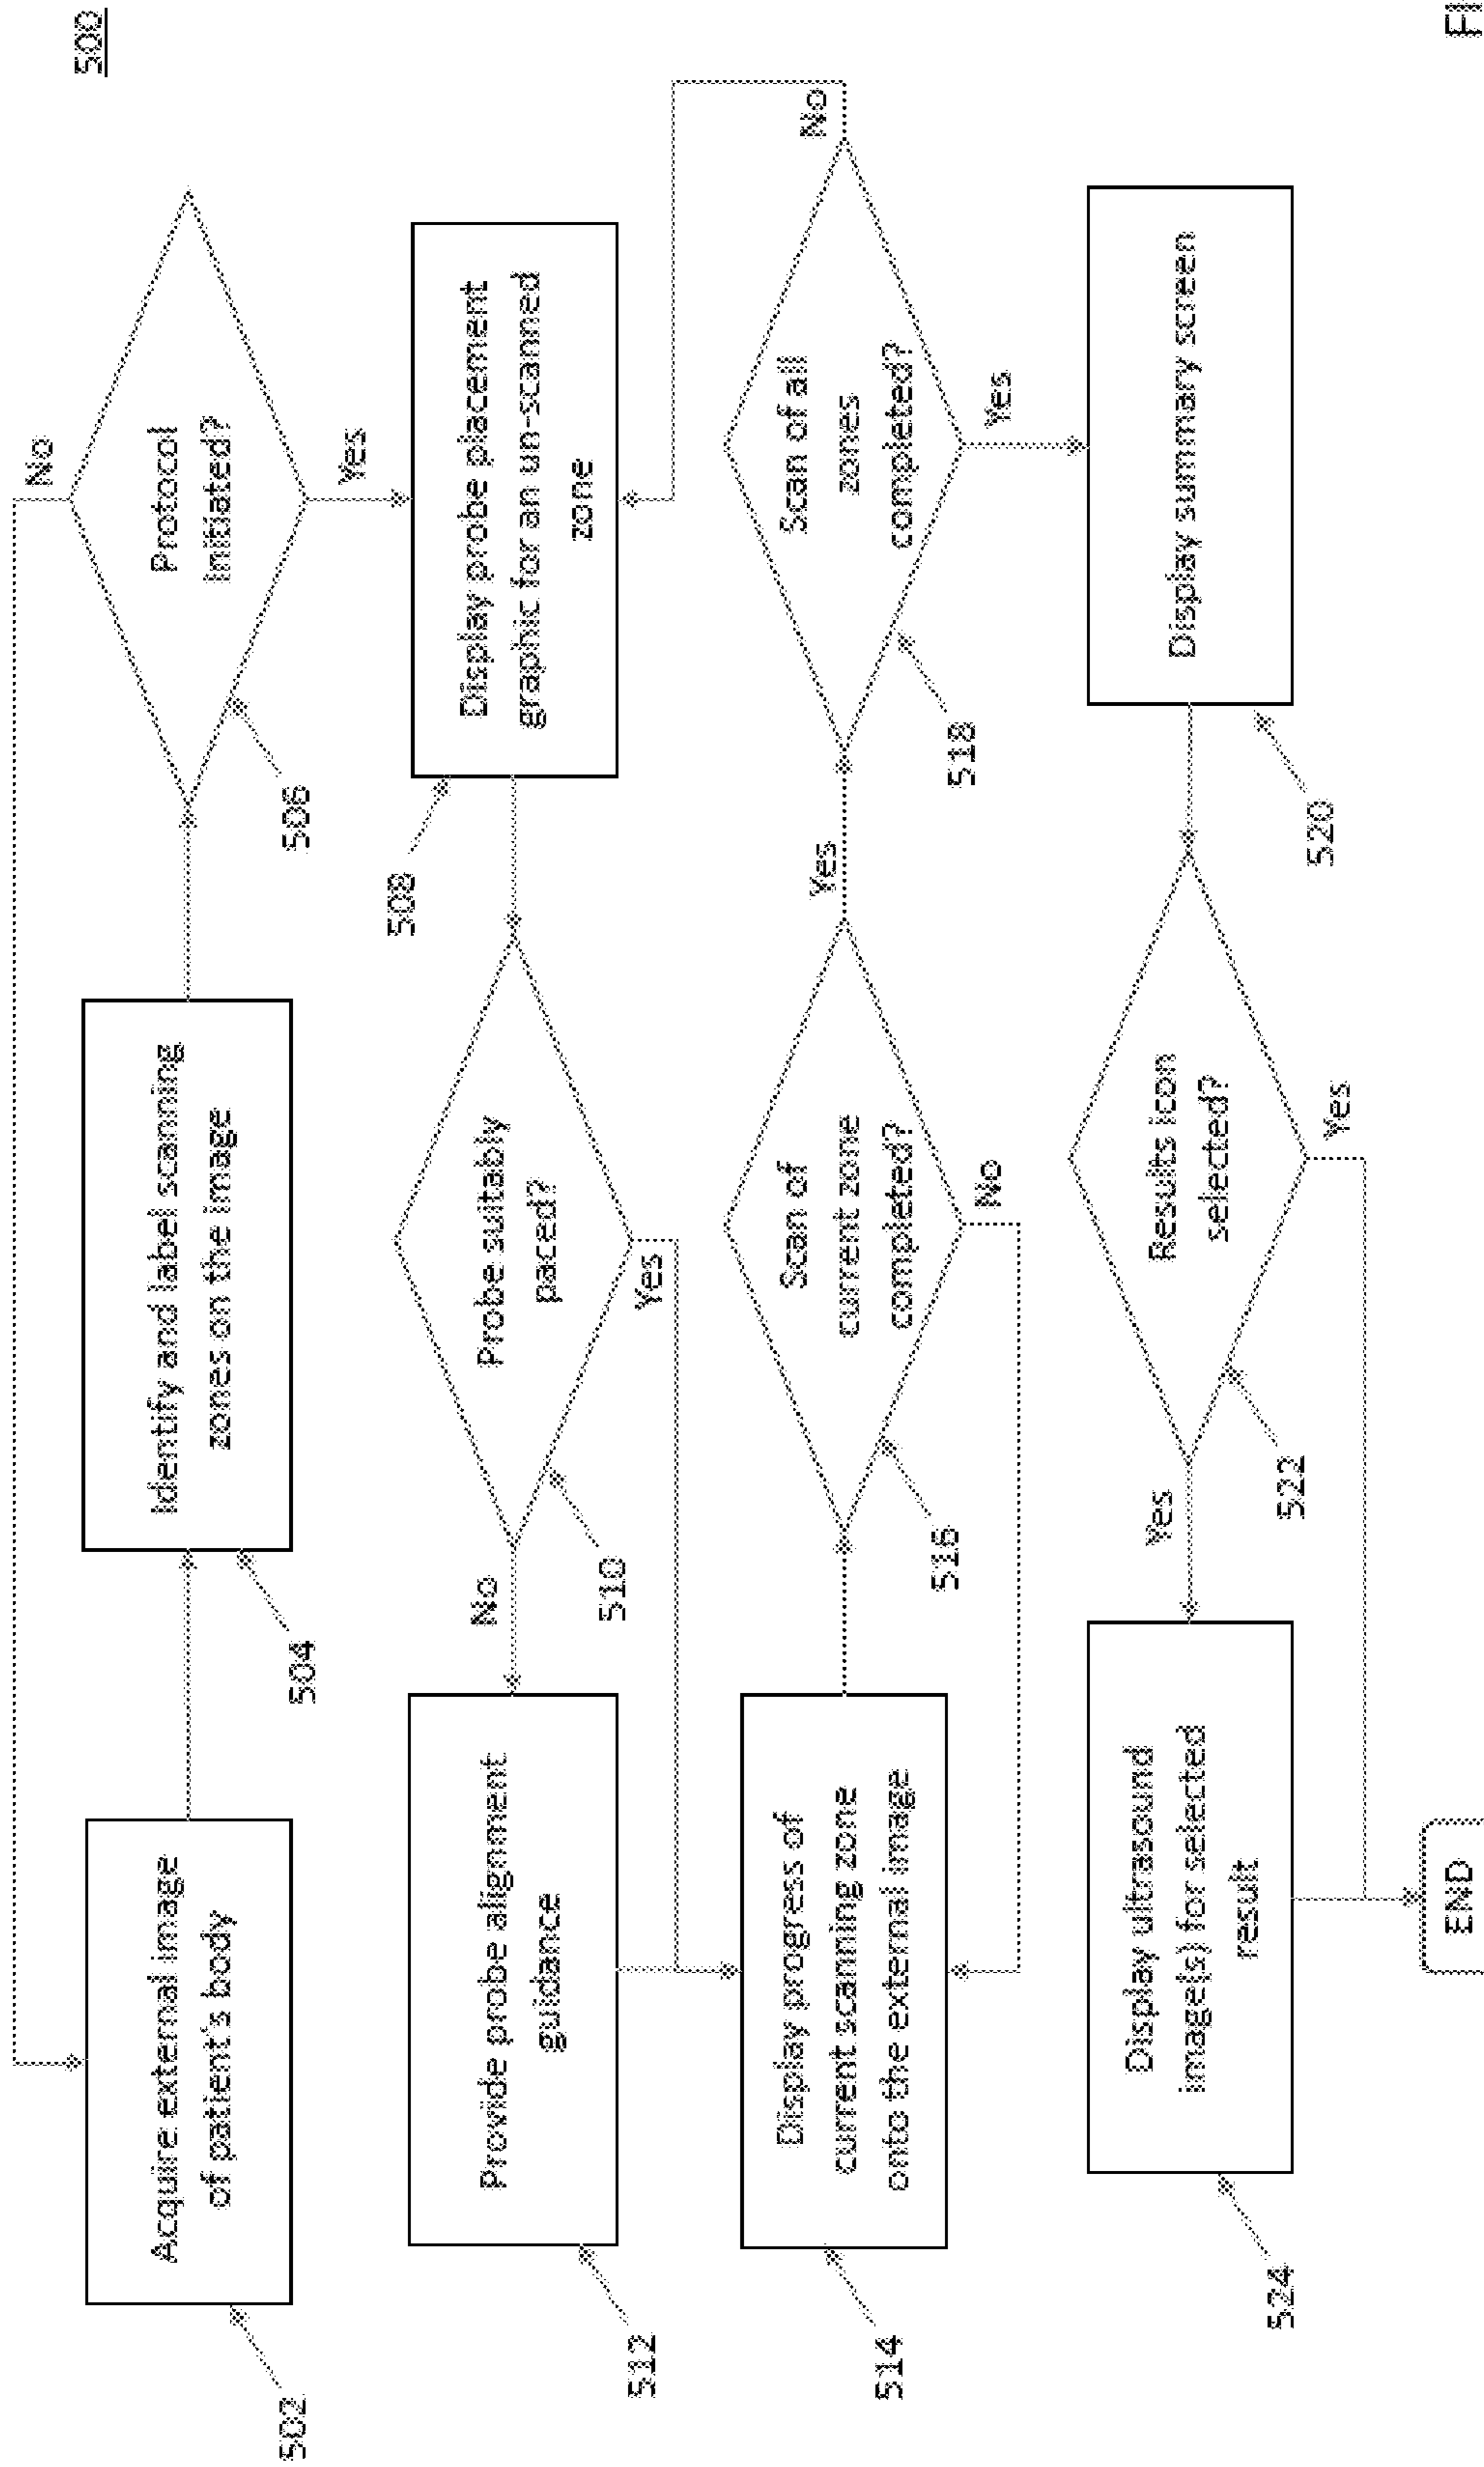 500
No
Acquire external image
of patient's body
502
Identify and label scanning
zones on the image
504
Protocol
initiated?
506
Yes
Display probe placement
graphic for an un-scanned
zone
508
Probe suitably
paced?
510
No
Yes
Provide probe alignment
guidance
512
Display progress of
current scanning zone
onto the external image
514
Scan of
current zone
completed?
516
No
Yes
Scan of all
zones
completed?
518
No
Yes
Display summary screen
520
Results icon
selected?
522
Yes
Yes
Display ultrasound
image(s) for selected
result
524
END